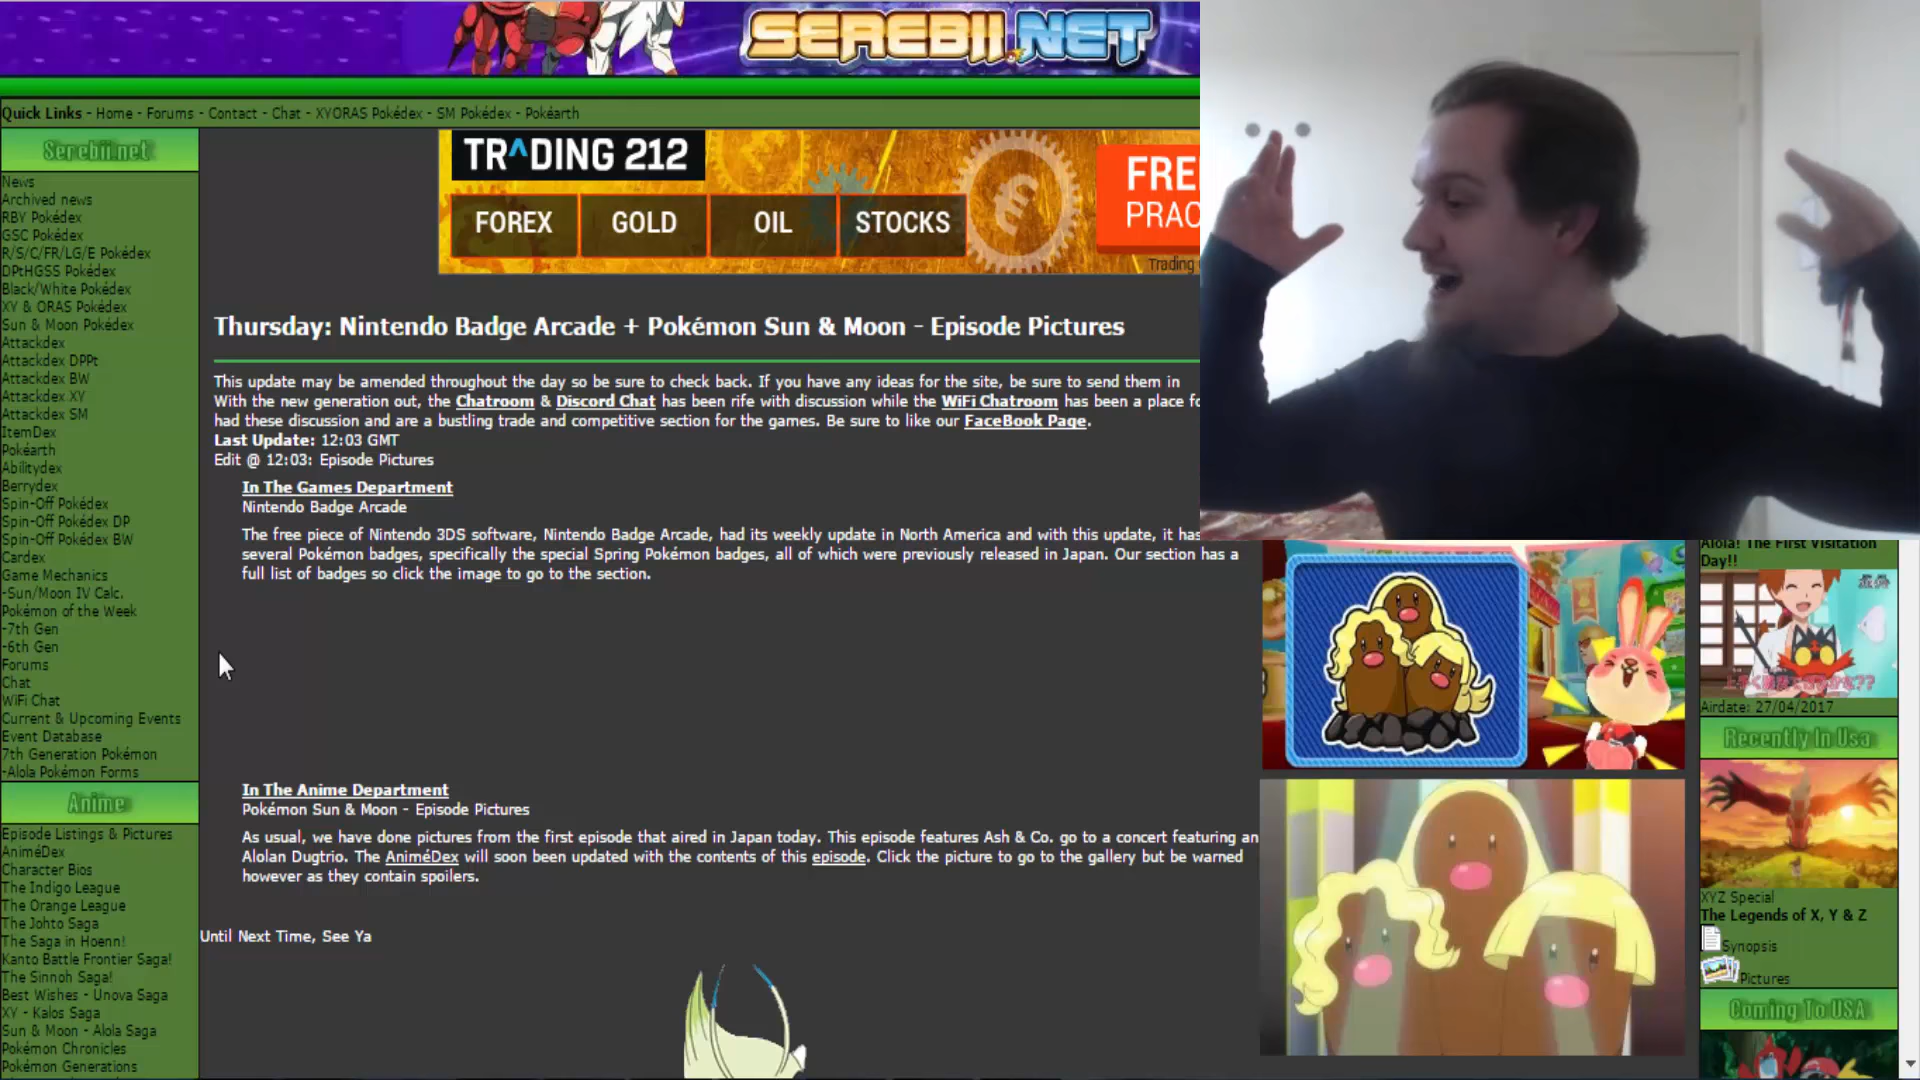 SEREBII.NET
Quick Links - Home - Forums - Contact - Chat - XYORAS Pokédex - SM Pokédex - Pokéarth
Serebii.net
News
Archived news
RBY Pokédex
GSC Pokédex
R/S/C/FR/LG/E Pokédex
DPtHGSS Pokédex
Black/White Pokédex
XY & ORAS Pokédex
Sun & Moon Pokédex
Attackdex
Attackdex DPPt
Attackdex BW
Attackdex XY
Attackdex SM
ItemDex
Pokéarth
Abilitydex
Berrydex
Spin-Off Pokédex
Spin-Off Pokédex DP
Spin-Off Pokédex BW
Cardex
Game Mechanics
-Sun/Moon IV Calc.
Pokémon of the Week
-7th Gen
-6th Gen
Forums
Chat
WiFi Chat
Current & Upcoming Events
Event Database
7th Generation Pokémon
-Alola Pokémon Forms
Anime
Episode Listings & Pictures
AniméDex
Character Bios
The Indigo League
The Orange League
The Johto Saga
The Saga in Hoenn!
Kanto Battle Frontier Saga!
The Sinnoh Saga!
Best Wishes - Unova Saga
XY - Kalos Saga
Sun & Moon - Alola Saga
Pokémon Chronicles
Pokémon Generations
TR^DING 212
FOREX GOLD OIL STOCKS
FRE
PRAC
Trading
Thursday: Nintendo Badge Arcade + Pokémon Sun & Moon - Episode Pictures
This update may be amended throughout the day so be sure to check back. If you have any ideas for the site, be sure to send them in
With the new generation out, the Chatroom & Discord Chat has been rife with discussion while the WiFi Chatroom has been a place fo
had these discussion and are a bustling trade and competitive section for the games. Be sure to like our FaceBook Page.
Last Update: 12:03 GMT
Edit @ 12:03: Episode Pictures
In The Games Department
Nintendo Badge Arcade
The free piece of Nintendo 3DS software, Nintendo Badge Arcade, had its weekly update in North America and with this update, it has
several Pokémon badges, specifically the special Spring Pokémon badges, all of which were previously released in Japan. Our section has a
full list of badges so click the image to go to the section.
In The Anime Department
Pokémon Sun & Moon - Episode Pictures
As usual, we have done pictures from the first episode that aired in Japan today. This episode features Ash & Co. go to a concert featuring an
Alolan Dugtrio. The AniméDex will soon been updated with the contents of this episode. Click the picture to go to the gallery but be warned
however as they contain spoilers.
Until Next Time, See Ya
Alola! The First Visitation
Day!!
Airdate: 27/04/2017
Recently In Usa
XYZ Special
The Legends of X, Y & Z
Synopsis
Pictures
Coming To USA